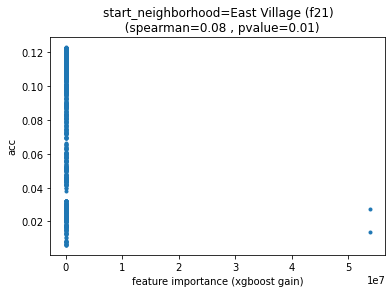 start_neighborhood=East Village (f21)
(spearman=0.08 , pvalue=0.01)
0.12
0.10
0.08
0.06
0.04
0.02
acc
0 1 2 3 4 5
1e7
feature importance (xgboost gain)